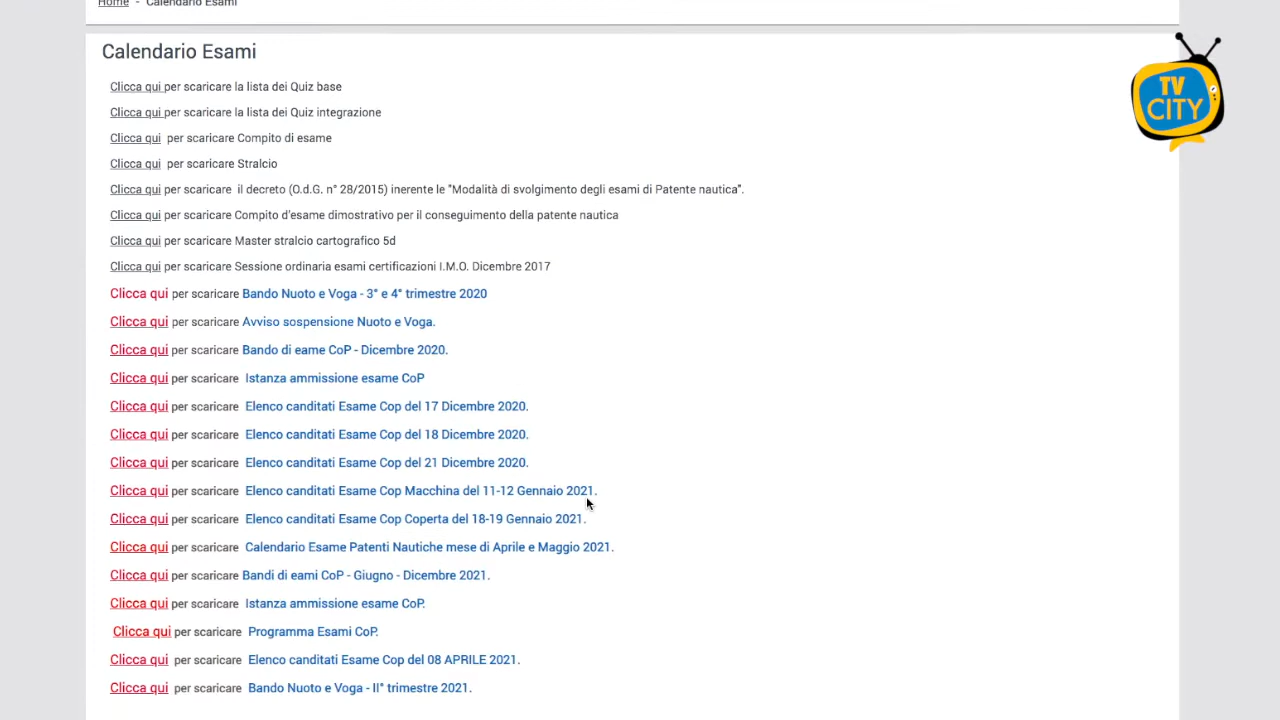 Home - Calendario Esami
Calendario Esami
TV
CITY
Clicca qui per scaricare la lista dei Quiz base
Clicca qui per scaricare la lista dei Quiz integrazione
Clicca qui per scaricare Compito di esame
Clicca qui per scaricare Stralcio
Clicca qui per scaricare il decreto (O.d.G. n° 28/2015) inerente le "Modalità di svolgimento degli esami di Patente nautica".
Clicca qui per scaricare Compito d'esame dimostrativo per il conseguimento della patente nautica
Clicca qui per scaricare Master stralcio cartografico 5d
Clicca qui per scaricare Sessione ordinaria esami certificazioni I.M.O. Dicembre 2017
Clicca qui per scaricare Bando Nuoto e Voga - 3° e 4° trimestre 2020
Clicca qui per scaricare Avviso sospensione Nuoto e Voga.
Clicca qui per scaricare Bando di eame CoP - Dicembre 2020.
Clicca qui per scaricare Istanza ammissione esame CoP
Clicca qui per scaricare Elenco canditati Esame Cop del 17 Dicembre 2020.
Clicca qui per scaricare Elenco canditati Esame Cop del 18 Dicembre 2020.
Clicca qui per scaricare Elenco canditati Esame Cop del 21 Dicembre 2020.
Clicca qui per scaricare Elenco canditati Esame Cop Macchina del 11-12 Gennaio 2021.
Clicca qui per scaricare Elenco canditati Esame Cop Coperta del 18-19 Gennaio 2021.
Clicca qui per scaricare Calendario Esame Patenti Nautiche mese di Aprile e Maggio 2021.
Clicca qui per scaricare Bandi di eami CoP - Giugno - Dicembre 2021.
Clicca qui per scaricare Istanza ammissione esame CoP.
Clicca qui per scaricare Programma Esami CoP.
Clicca qui per scaricare Elenco canditati Esame Cop del 08 APRILE 2021.
Clicca qui per scaricare Bando Nuoto e Voga - II° trimestre 2021.